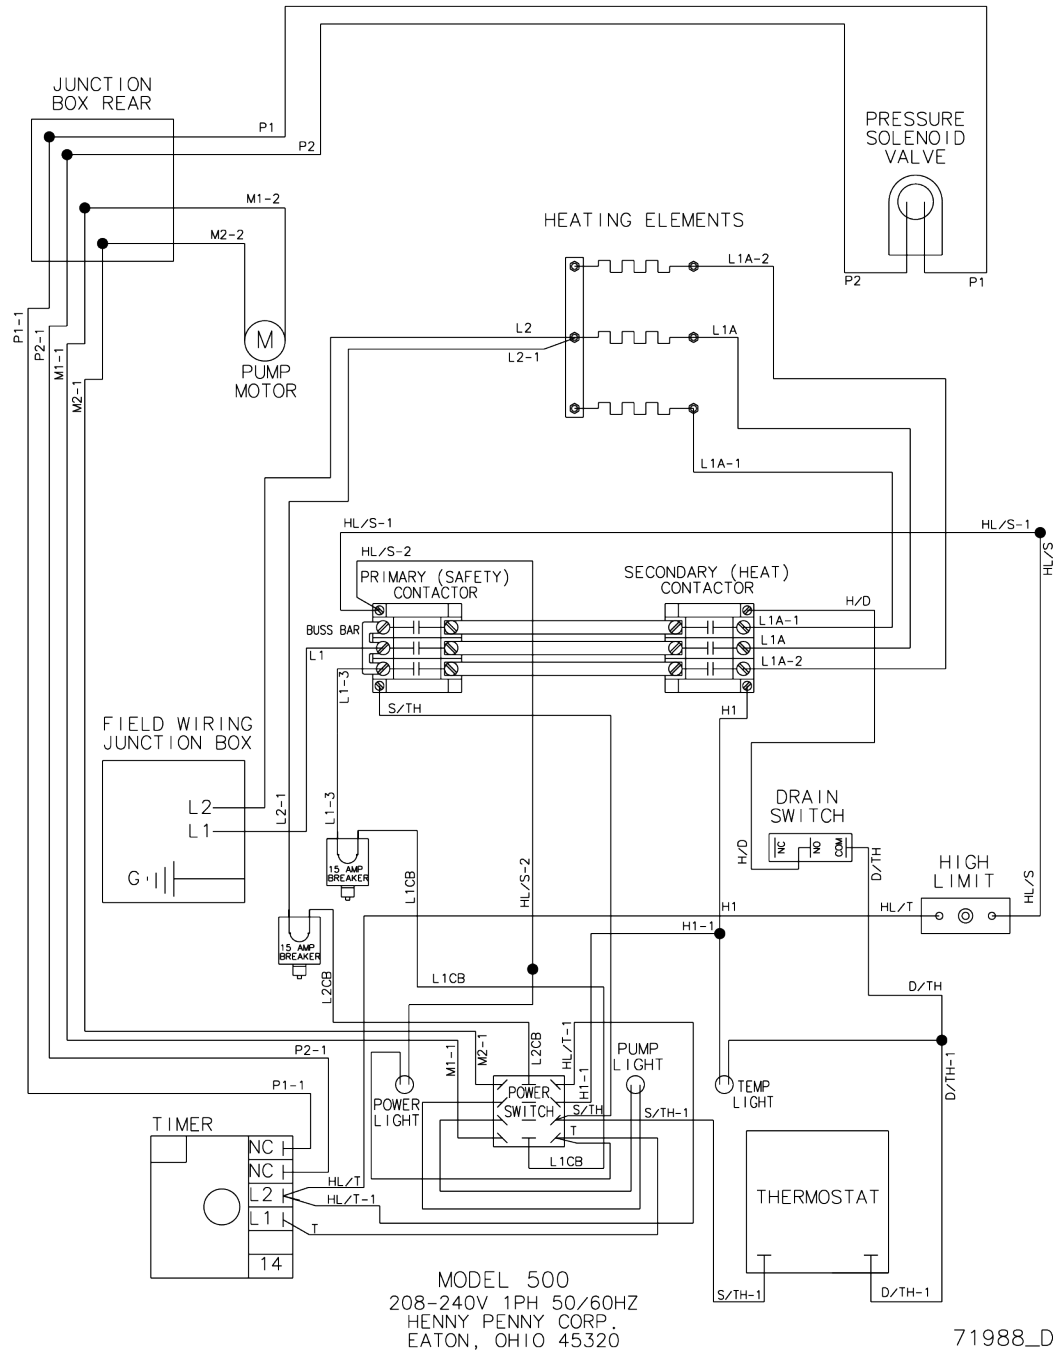 JUNCTION
BOX REAR
P1
P2
M1-2
M2-2
PRESSURE
SOLENOID
VALVE
P2
P1
HEATING ELEMENTS
L1A-2
L2
L2-1
L1A
L1A-1
M
PUMP
MOTOR
P1-1
P2-1
M1-1
M2-1
HL/S-1
HL/S-1
HL/S
HL/S-2
PRIMARY (SAFETY)
CONTACTOR
SECONDARY (HEAT)
CONTACTOR
H/D
BUSS BAR
L1
L1-3
L1A-1
L1A
L1A-2
S/TH
H1
FIELD WIRING
JUNCTION BOX
L2
L1
G
L2-1
L1-3
15 AMP
BREAKER
L1CB
15 AMP
BREAKER
L2CB
HL/S-2
DRAIN
SWITCH
NC
NO
COM
H/D
D/TH
HIGH
LIMIT
HL/T
HL/S
H1
H1-1
L1CB
D/TH
M1-1
M2-1
L2CB
HL/T-1
H1-1
PUMP
LIGHT
POWER
LIGHT
POWER
SWITCH
S/TH
S/TH-1
T
L1CB
TEMP
LIGHT
D/TH-1
P2-1
P1-1
TIMER
NC
NC
L2
L1
14
HL/T
HL/T-1
T
THERMOSTAT
S/TH-1
D/TH-1
MODEL 500
208-240V 1PH 50/60HZ
HENNY PENNY CORP.
EATON, OHIO 45320
71988_D